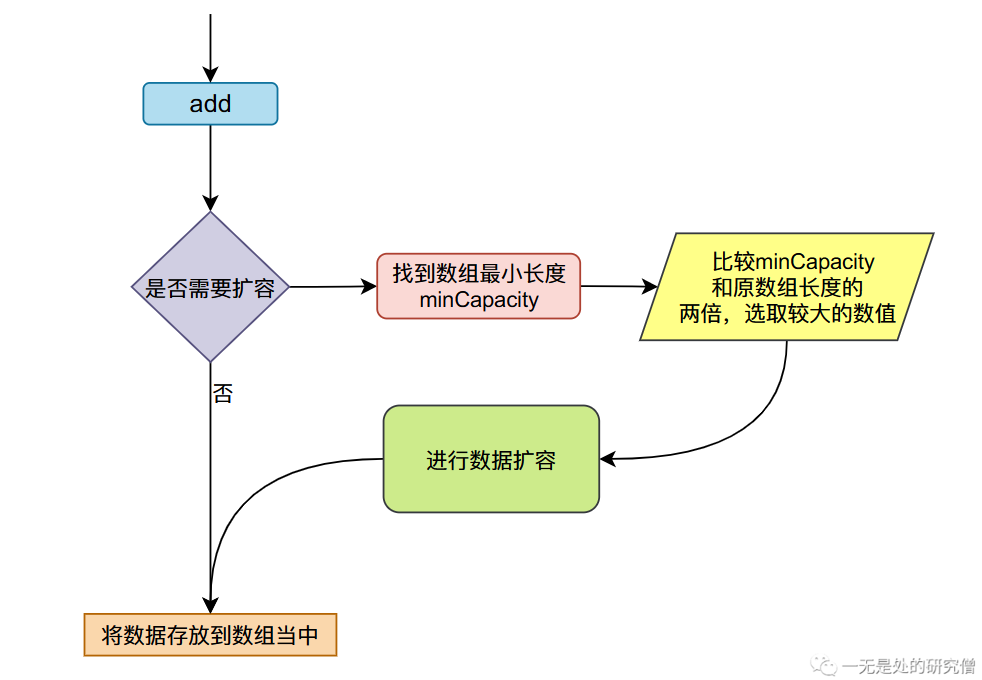 add
是否需要扩容
找到数组最小长度
minCapacity
比较minCapacity
和原数组长度的
两倍，选取较大的数值
否
进行数据扩容
将数据存放到数组当中
一无是处的研究僧